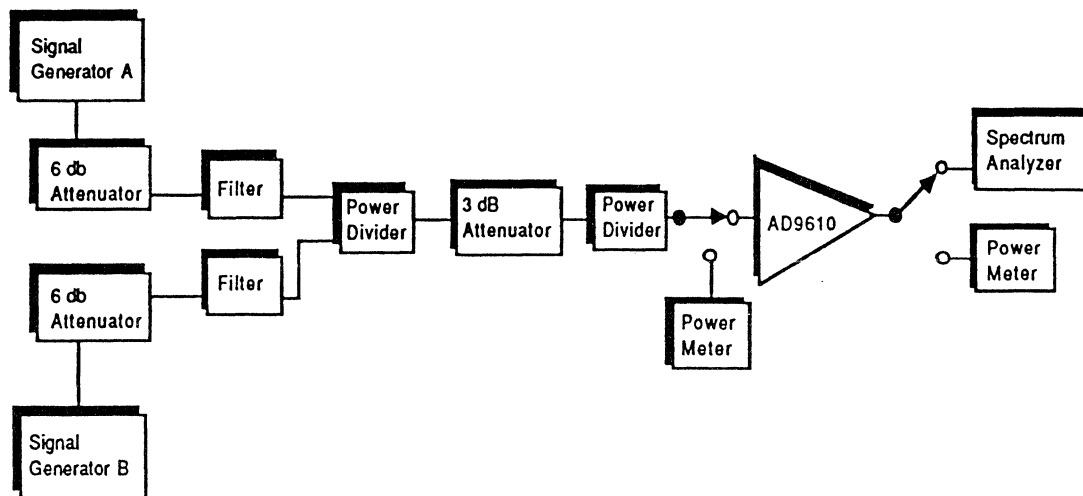 Signal
Generator A
6 db
Attenuator
Filter
Power
Divider
3 dB
Attenuator
Power
Divider
AD9610
Spectrum
Analyzer
Power
Meter
Power
Meter
6 db
Attenuator
Filter
Signal
Generator B